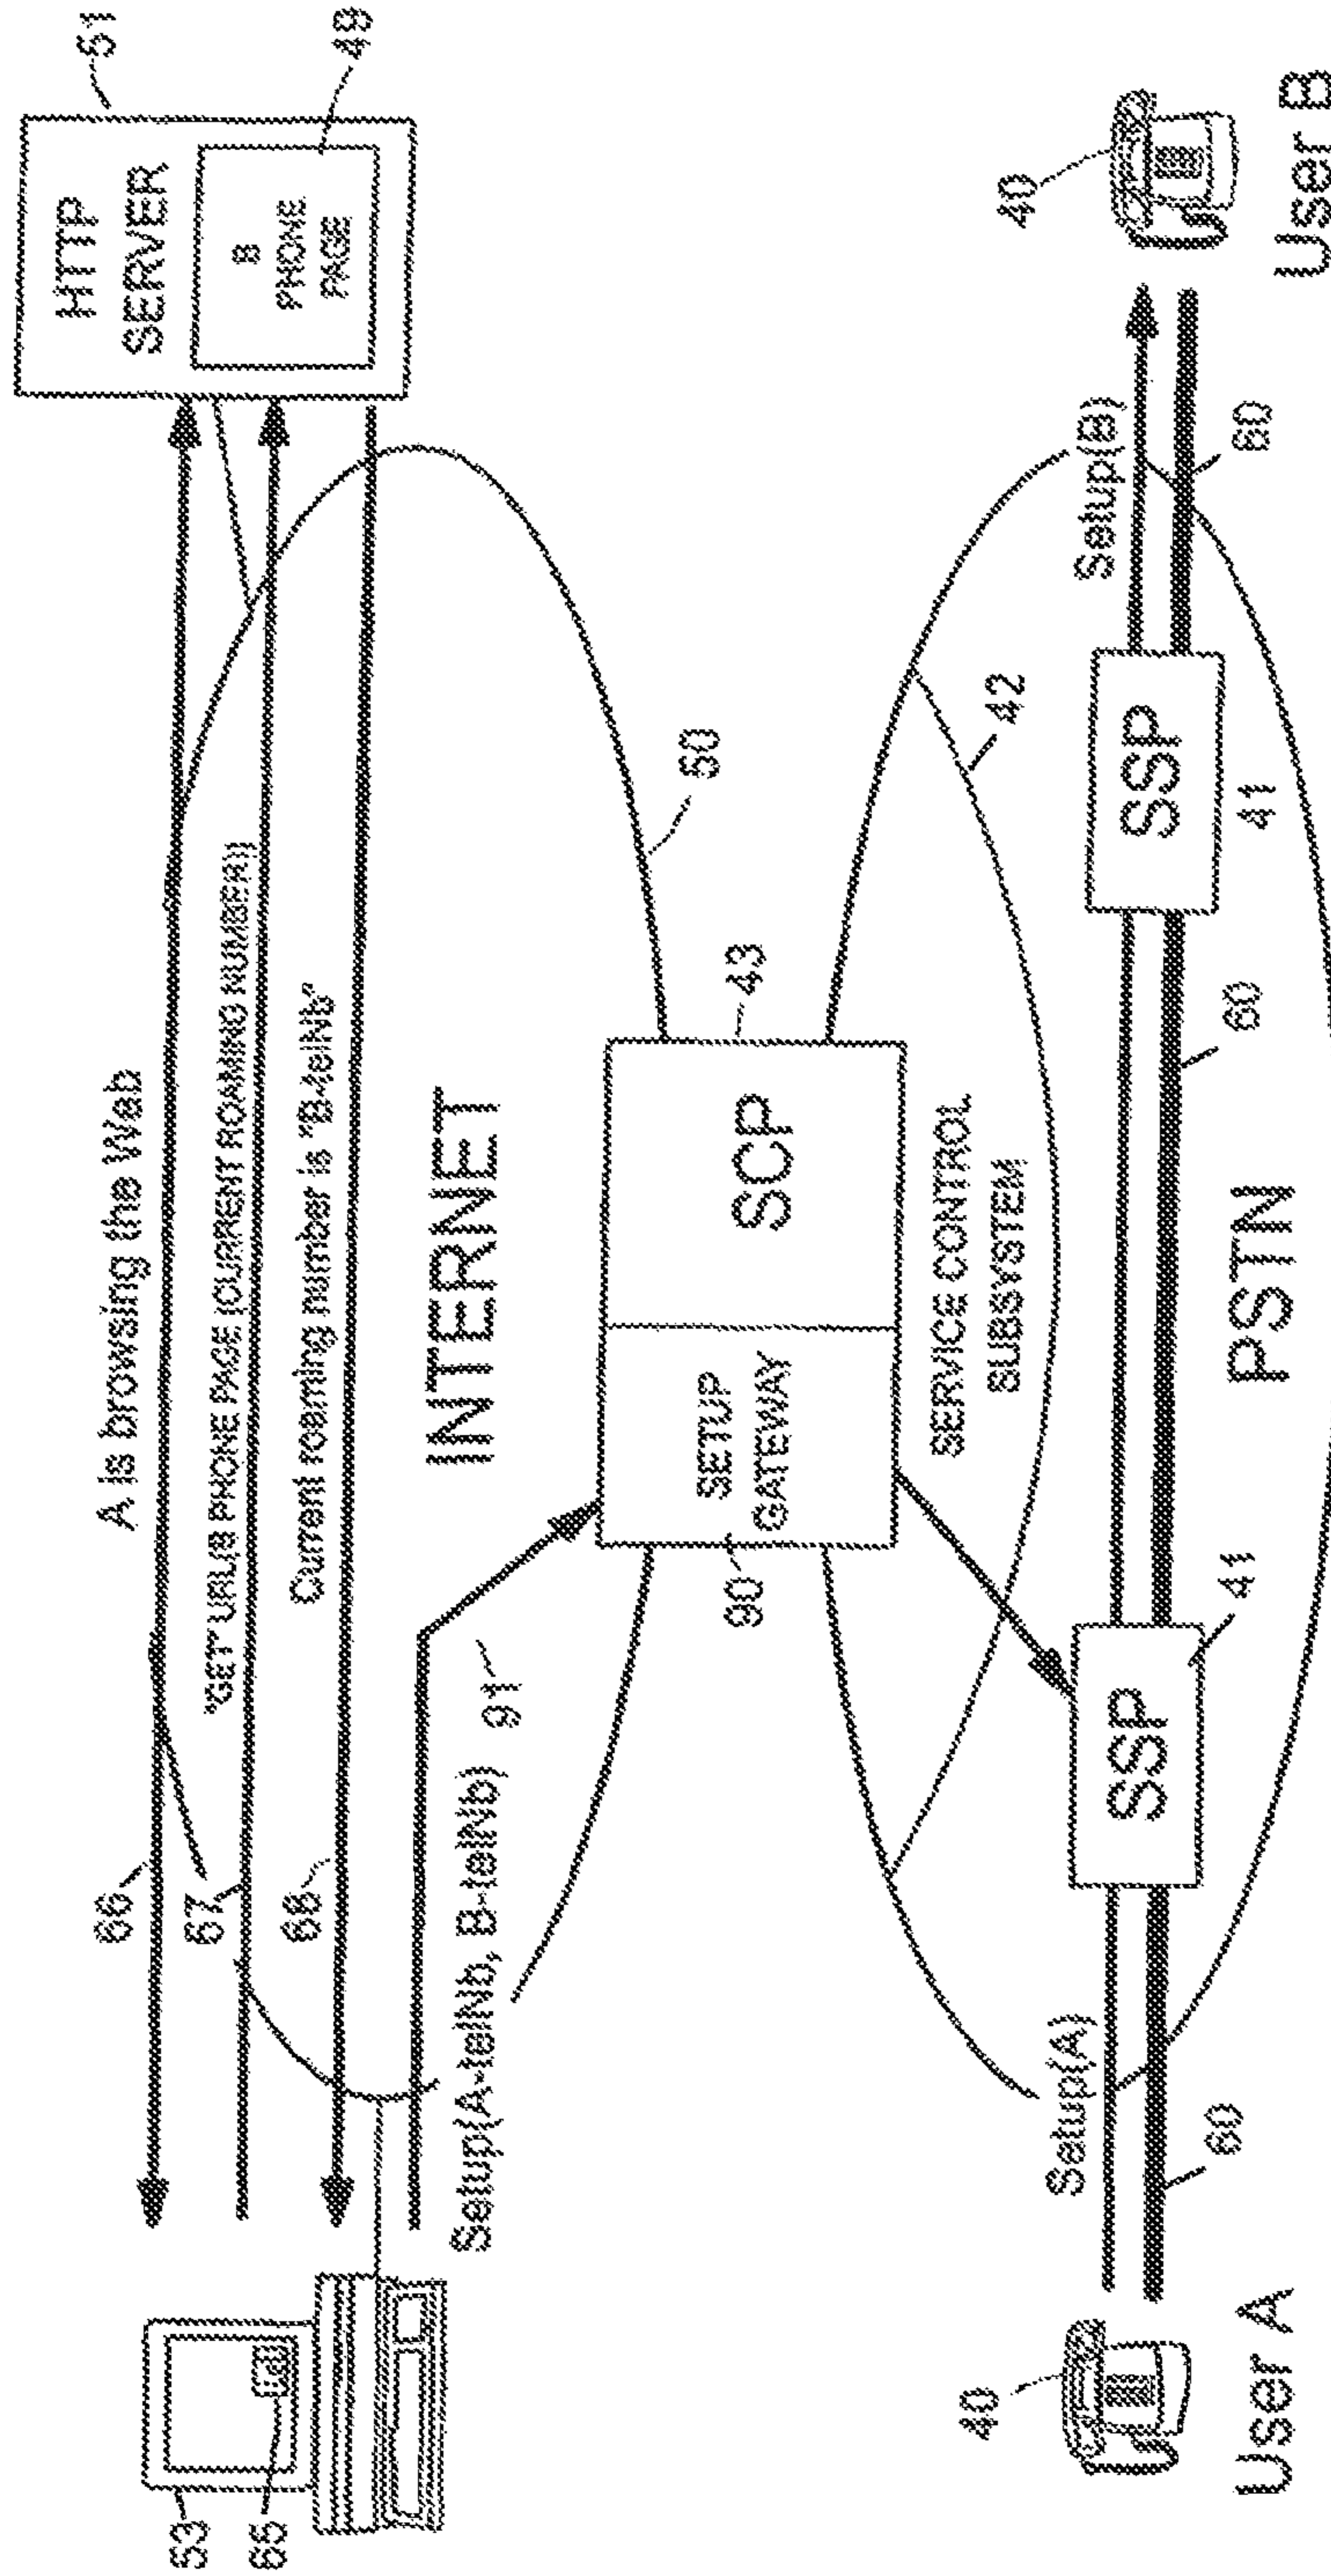 A is browsing the Web
66
"GET" URL(B PHONE PAGE (CURRENT ROAMING NUMBER))
67
Current roaming number is "B-telNb"
68
53
65
HTTP
SERVER
B
PHONE
PAGE
51
49
INTERNET
Setup(A-telNb, B-telNb)
91
50
SETUP
GATEWAY
90
SCP
43
SERVICE CONTROL
SUBSYSTEM
42
Setup(A)
Setup(B)
40
SSP
41
SSP
41
40
60
60
60
User A
PSTN
User B